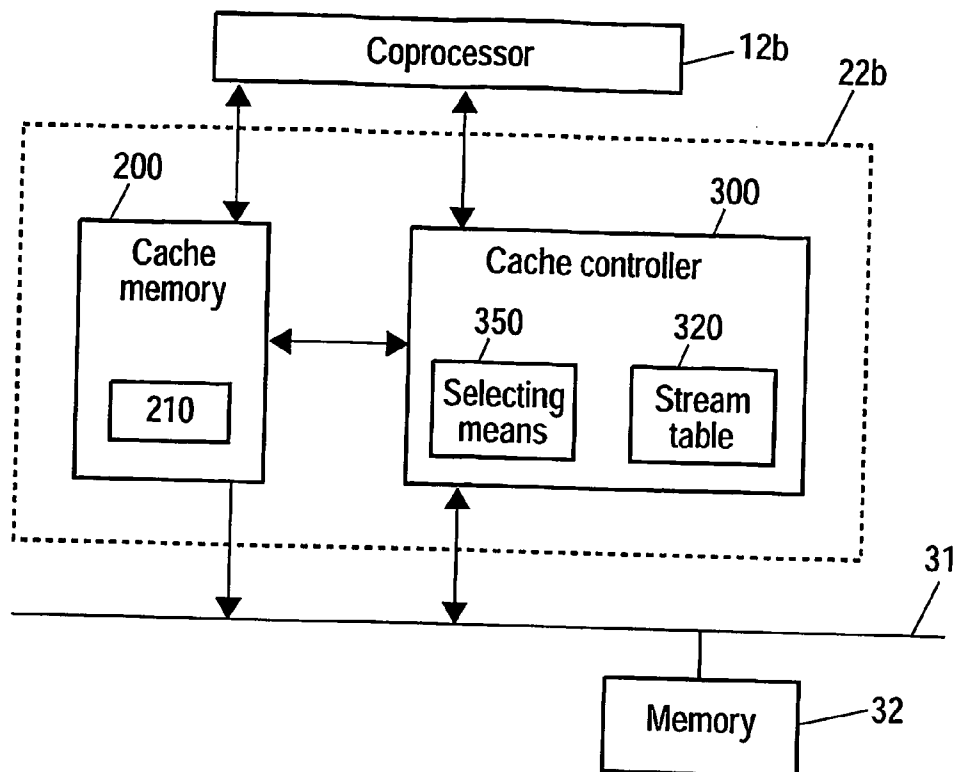 Coprocessor
12b
22b
200
300
Cache
memory
Cache controller
350
320
210
Selecting
means
Stream
table
31
Memory
32